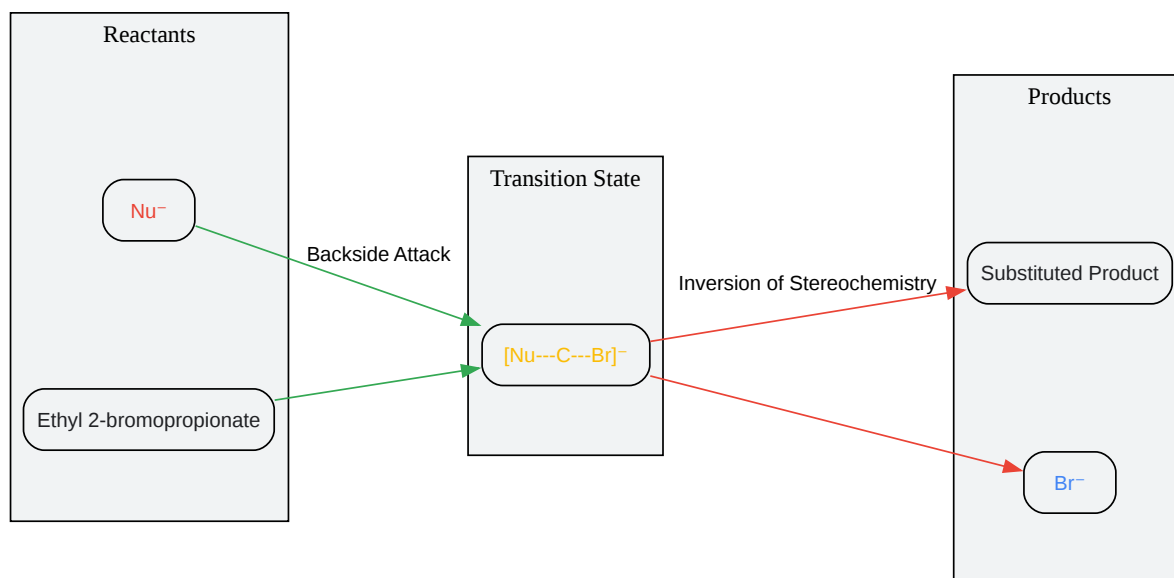 Reactants
Nu⁻
Ethyl 2-bromopropionate
Backside Attack
Transition State
[Nu---C---Br]⁻
Inversion of Stereochemistry
Products
Substituted Product
Br⁻